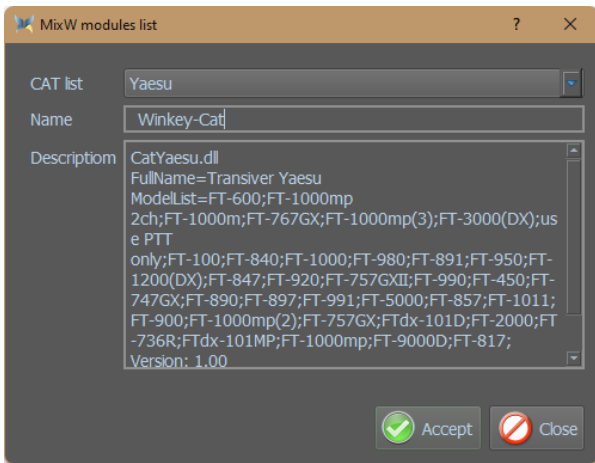 MixW modules list
CAT list
Yaesu
Name
Winkey-Cat
Descriptiom
CatYaesu.dll
FullName=Transiver Yaesu
ModelList=FT-600;FT-1000mp
2ch;FT-1000m;FT-767GX;FT-1000mp(3);FT-3000(DX);us
e PTT
only;FT-100;FT-840;FT-1000;FT-980;FT-891;FT-950;FT-
1200(DX);FT-847;FT-920;FT-757GXII;FT-990;FT-450;FT-
747GX;FT-890;FT-897;FT-991;FT-5000;FT-857;FT-1011;
FT-900;FT-1000mp(2);FT-757GX;FTdx-101D;FT-2000;FT
-736R;FTdx-101MP;FT-1000mp;FT-9000D;FT-817;
Version: 1.00
Accept
Close